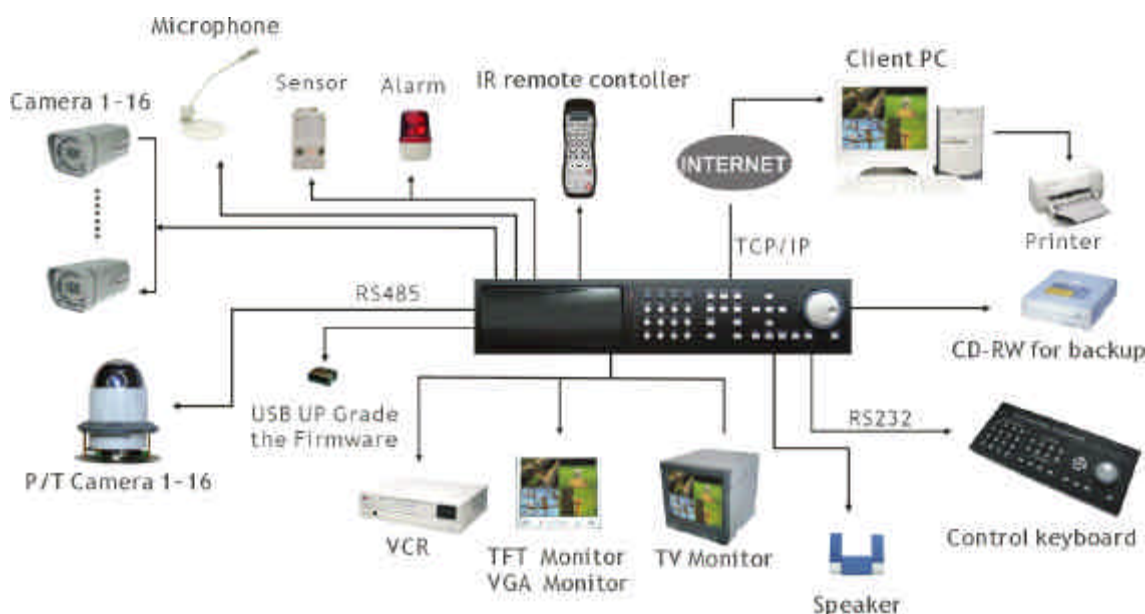 Microphone
Camera 1-16
Sensor
Alarm
IR remote contoller
Client PC
INTERNET
Printer
TCP/IP
RS485
CD-RW for backup
USB UP Grade
the Firmware
RS232
P/T Camera 1-16
VCR
TFT Monitor
VGA Monitor
TV Monitor
Control keyboard
Speaker